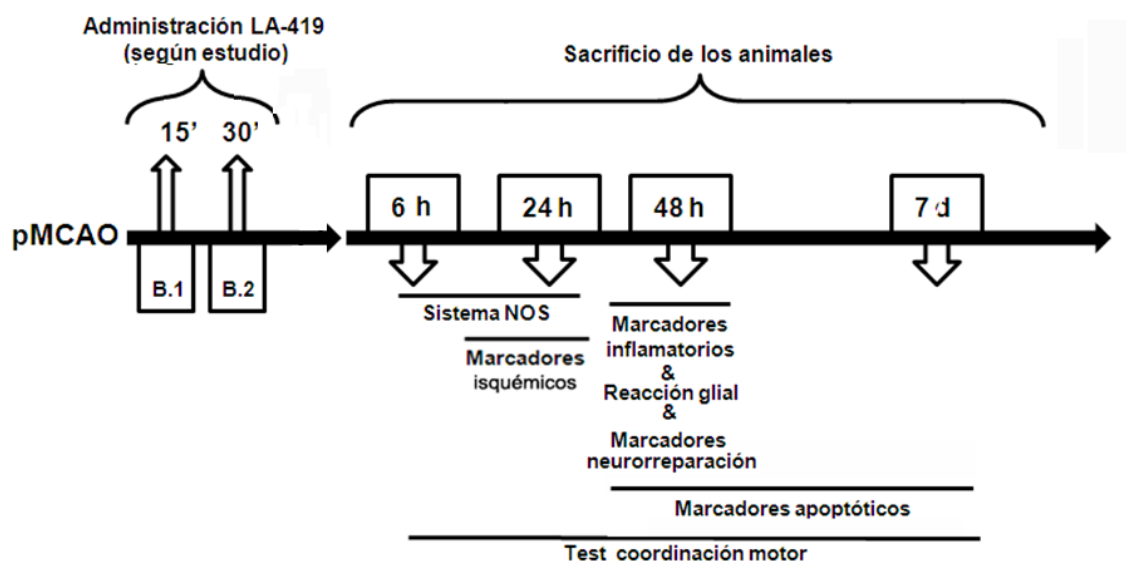 Administración LA-419
(según estudio)
Sacrificio de los animales
15’ 30’
6 h 24 h 48 h 7 d
pMCAO
B.1 B.2
Sistema NOS
Marcadores
isquémicos
Marcadores
inflamatorios
&
Reacción glial
&
Marcadores
neurorreparación
Marcadores apoptóticos
Test coordinación motor